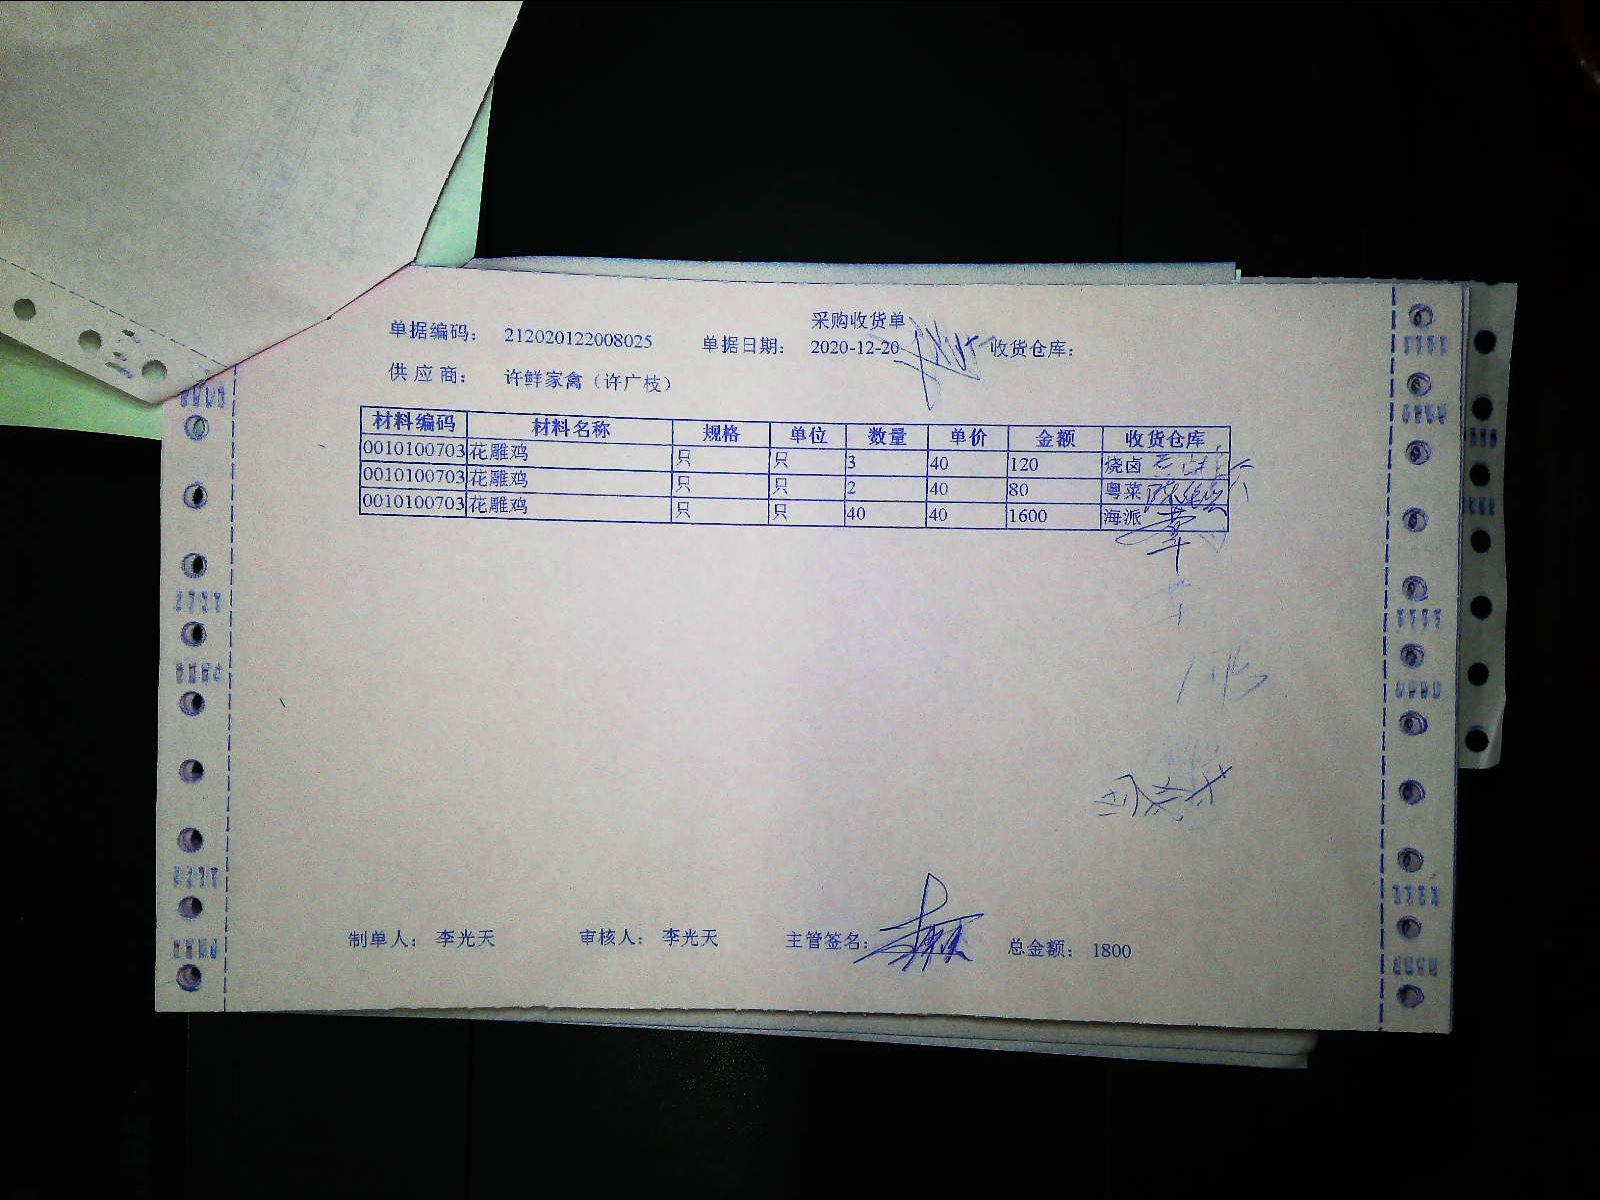 采购收货单
单据编码： 212020122008025 单据日期： 2020-12-20 收货仓库：
供 应 商： 许鲜家禽（许广枝）
材料编码 材料名称 规格 单位 数量 单价 金额 收货仓库
0010100703 花雕鸡 只 只 3 40 120 烧卤
0010100703 花雕鸡 只 只 2 40 80 粤菜
0010100703 花雕鸡 只 只 40 40 1600 海派
制单人： 李光天 审核人： 李光天 主管签名： 总金额： 1800